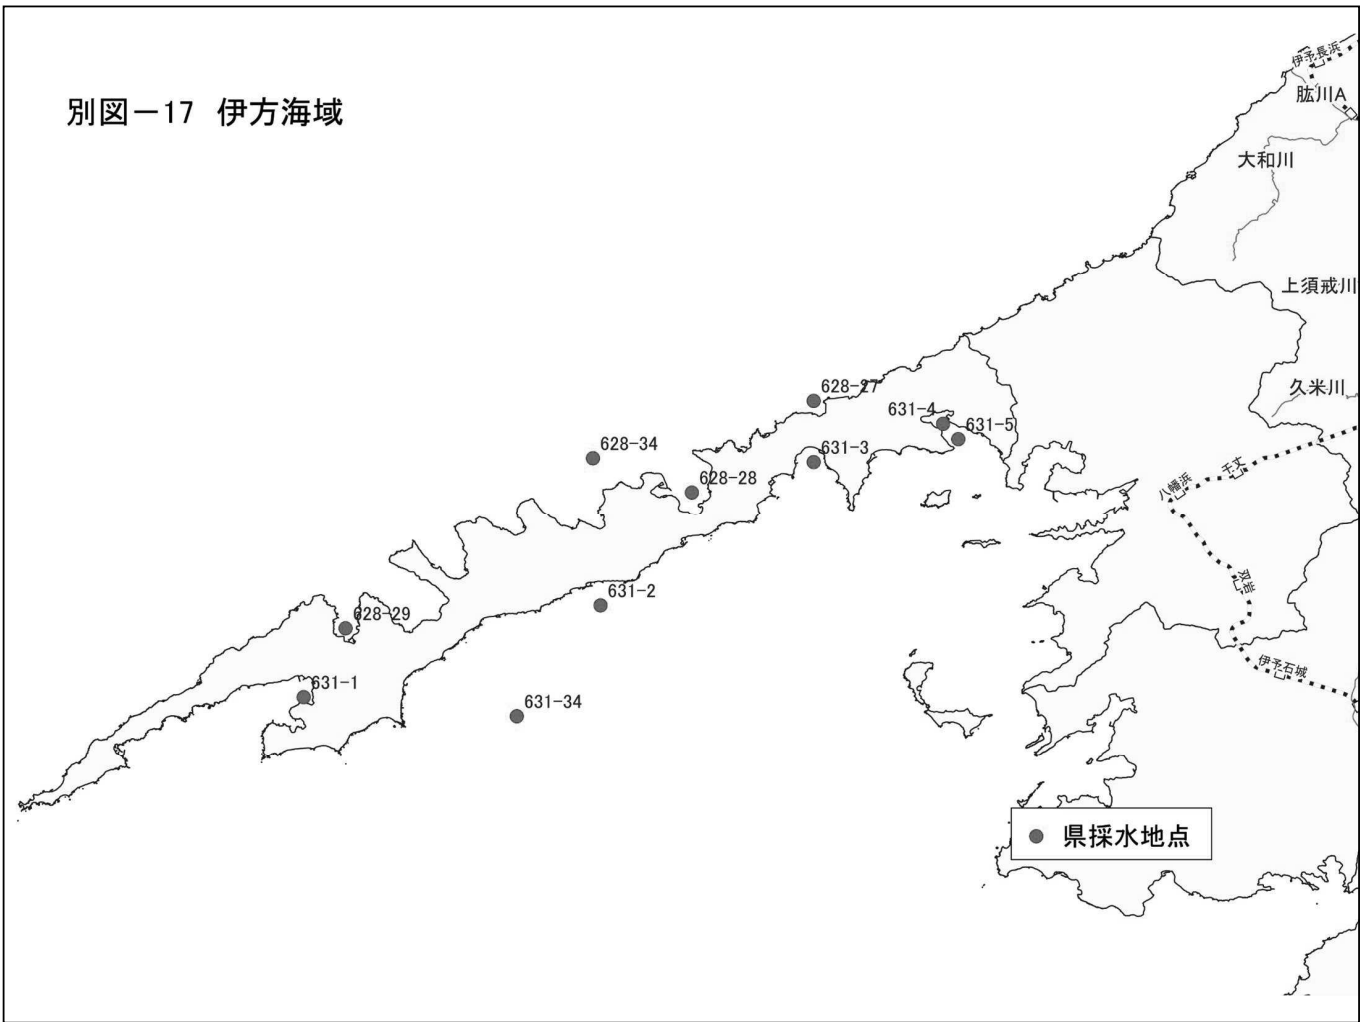 別図－17 伊方海域
伊予長浜
肱川A
大和川
上須戒川
久米川
628-27
631-4
631-5
628-34
631-3
628-28
千丈
八幡浜
双岩
631-2
628-29
伊予石城
631-1
631-34
県採水地点